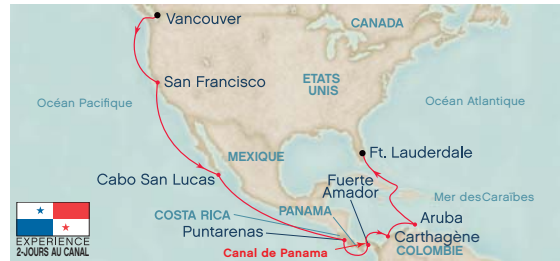 Vancouver
CANADA
San Francisco
ETATS
UNIS
Océan Pacifique
Océan Atlantique
Ft. Lauderdale
MEXIQUE
Cabo San Lucas
Fuerte
Amador
Mer desCaraïbes
COSTA RICA
PANAMA
Aruba
Puntarenas
Carthagène
COLOMBIE
Canal de Panama
EXPERIENCE
2-JOURS AU CANAL